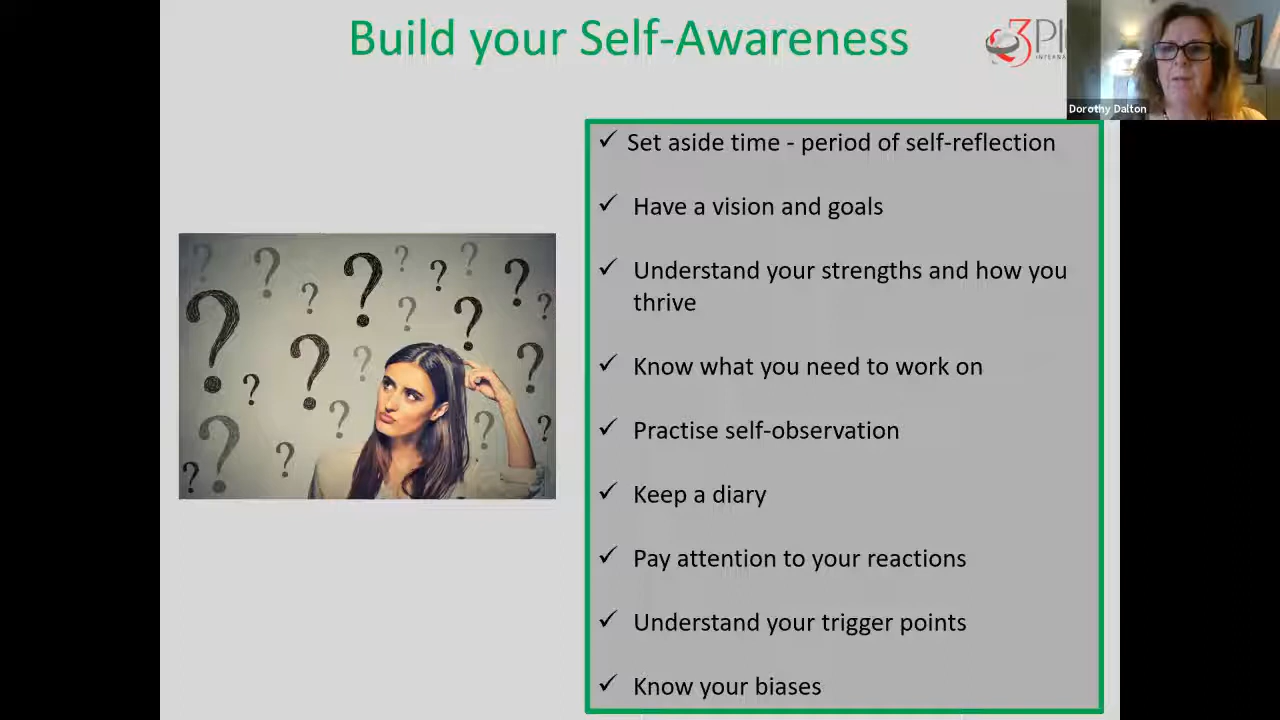 Build your Self-Awareness
3Pl
INTERNA
Dorothy Dalton
✓ Set aside time - period of self-reflection
✓ Have a vision and goals
✓ Understand your strengths and how you
thrive
✓ Know what you need to work on
✓ Practise self-observation
✓ Keep a diary
✓ Pay attention to your reactions
✓ Understand your trigger points
✓ Know your biases